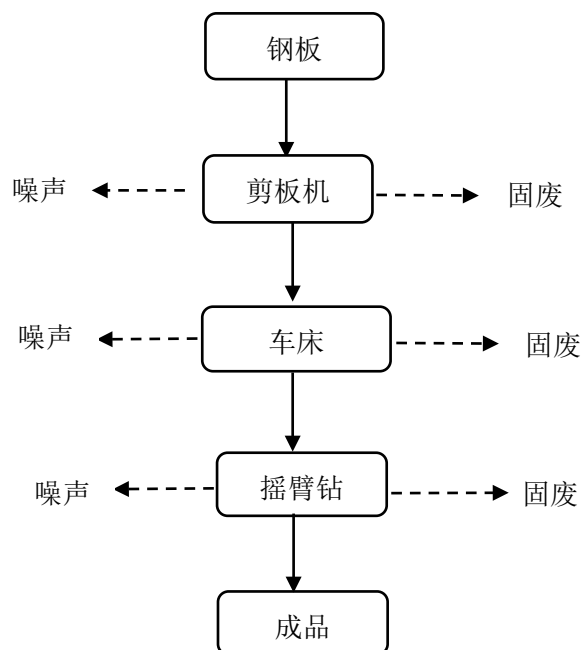 钢板
噪声 剪板机 固废
噪声 车床 固废
噪声 摇臂钻 固废
成品